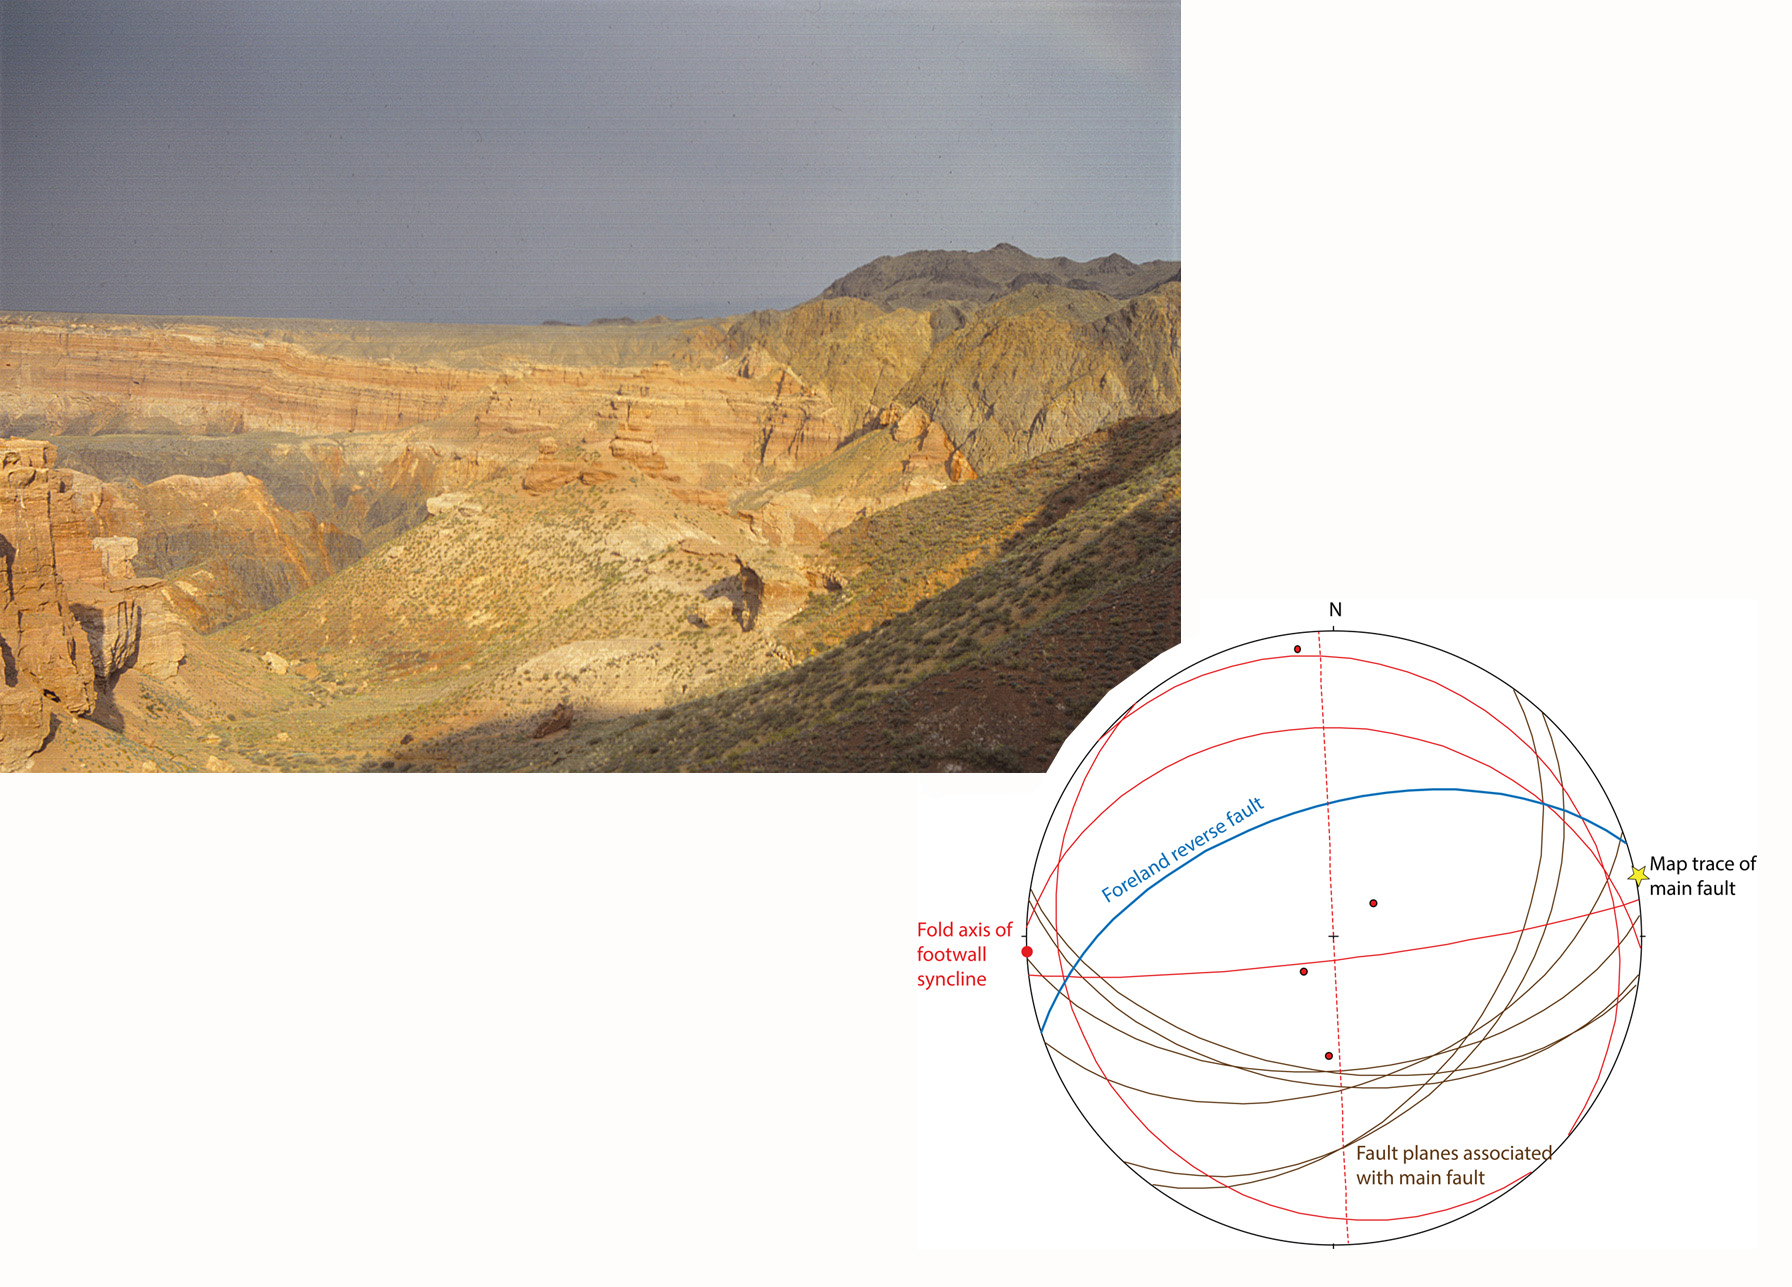 N
Foreland reverse fault
Map trace of
main fault
Fold axis of
footwall
syncline
Fault planes associated
with main fault